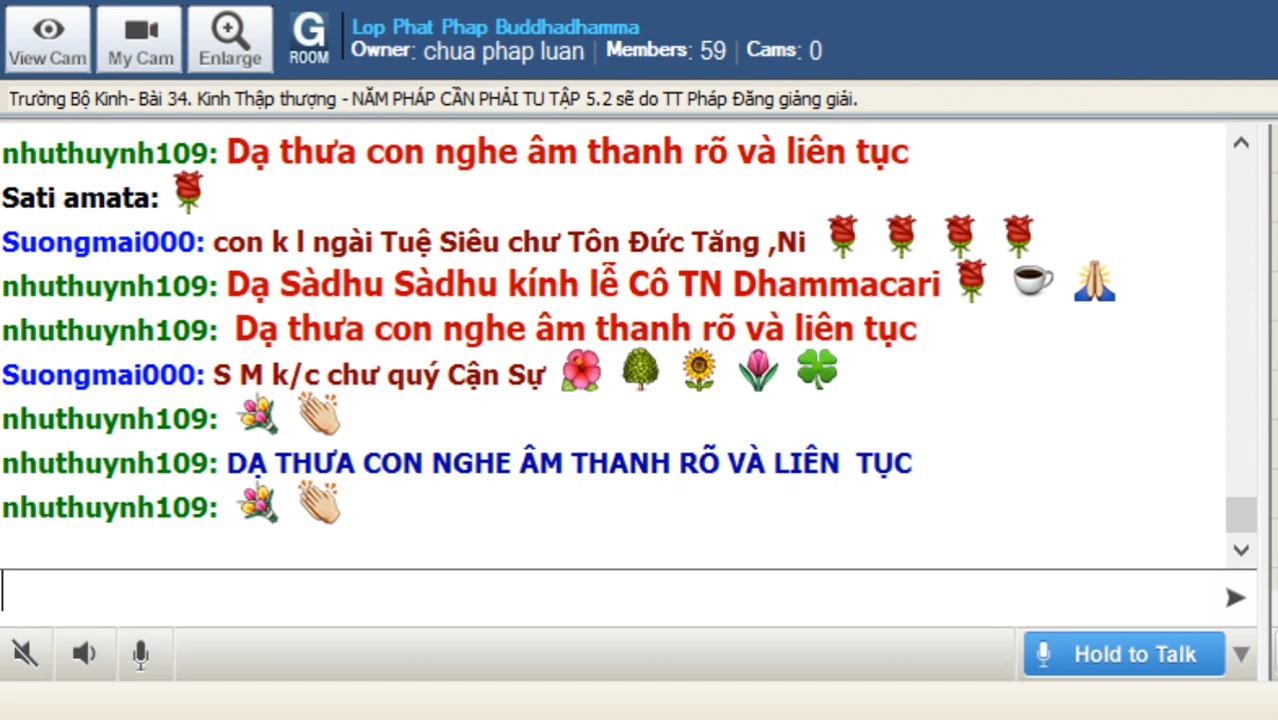 View Cam
My Cam
Enlarge
G
ROOM
Lop Phat Phap Buddhadhamma
Owner: chua phap luan | Members: 59 | Cams: 0
Trường Bộ Kinh- Bài 34. Kinh Thập thượng - NĂM PHÁP CẦN PHẢI TU TẬP 5.2 sẽ do TT Pháp Đăng giảng giải.
nhuthuynh109: Dạ thưa con nghe âm thanh rõ và liên tục
Sati amata:
Suongmai000: con k l ngài Tuệ Siêu chư Tôn Đức Tăng ,Ni
nhuthuynh109: Dạ Sàdhu Sàdhu kính lễ Cô TN Dhammacari
nhuthuynh109: Dạ thưa con nghe âm thanh rõ và liên tục
Suongmai000: S M k/c chư quý Cận Sự
nhuthuynh109:
nhuthuynh109: DẠ THƯA CON NGHE ÂM THANH RÕ VÀ LIÊN TỤC
nhuthuynh109:
Hold to Talk